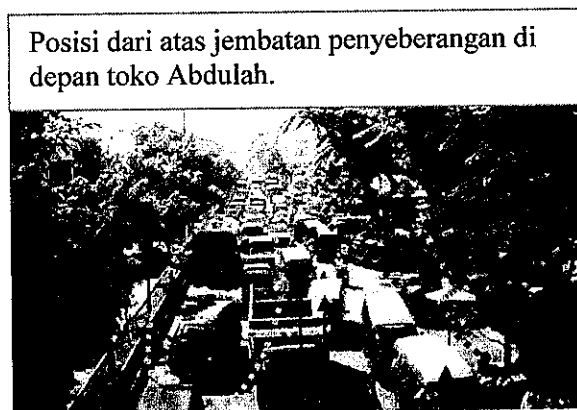 Posisi dari atas jembatan penyeberangan di
depan toko Abdulah.